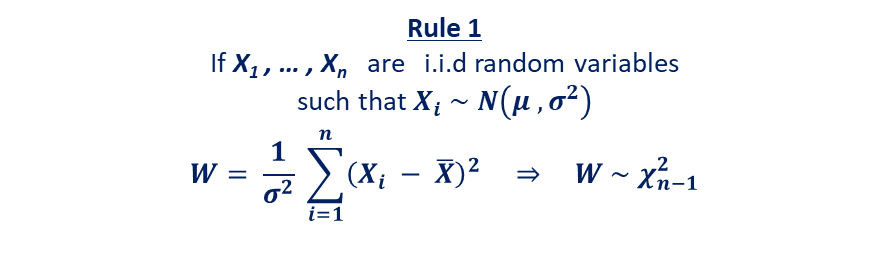 Rule 1
If X₁ , … , Xₙ are i.i.d random variables
such that Xᵢ ~ N(μ , σ²)
W = 1/σ² ∑ᵢ₌₁ⁿ (Xᵢ − X̅)² ⇒ W ~ χ²ₙ₋₁